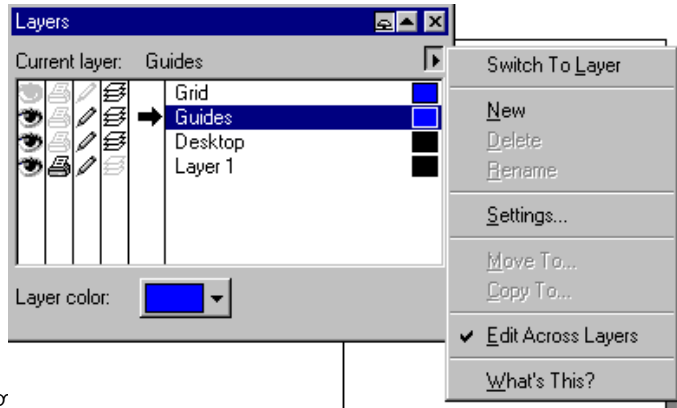 Layers
Current layer: Guides
Grid
Guides
Desktop
Layer 1
Layer color:
Switch To Layer
New
Delete
Rename
Settings...
Move To...
Copy To...
Edit Across Layers
What's This?